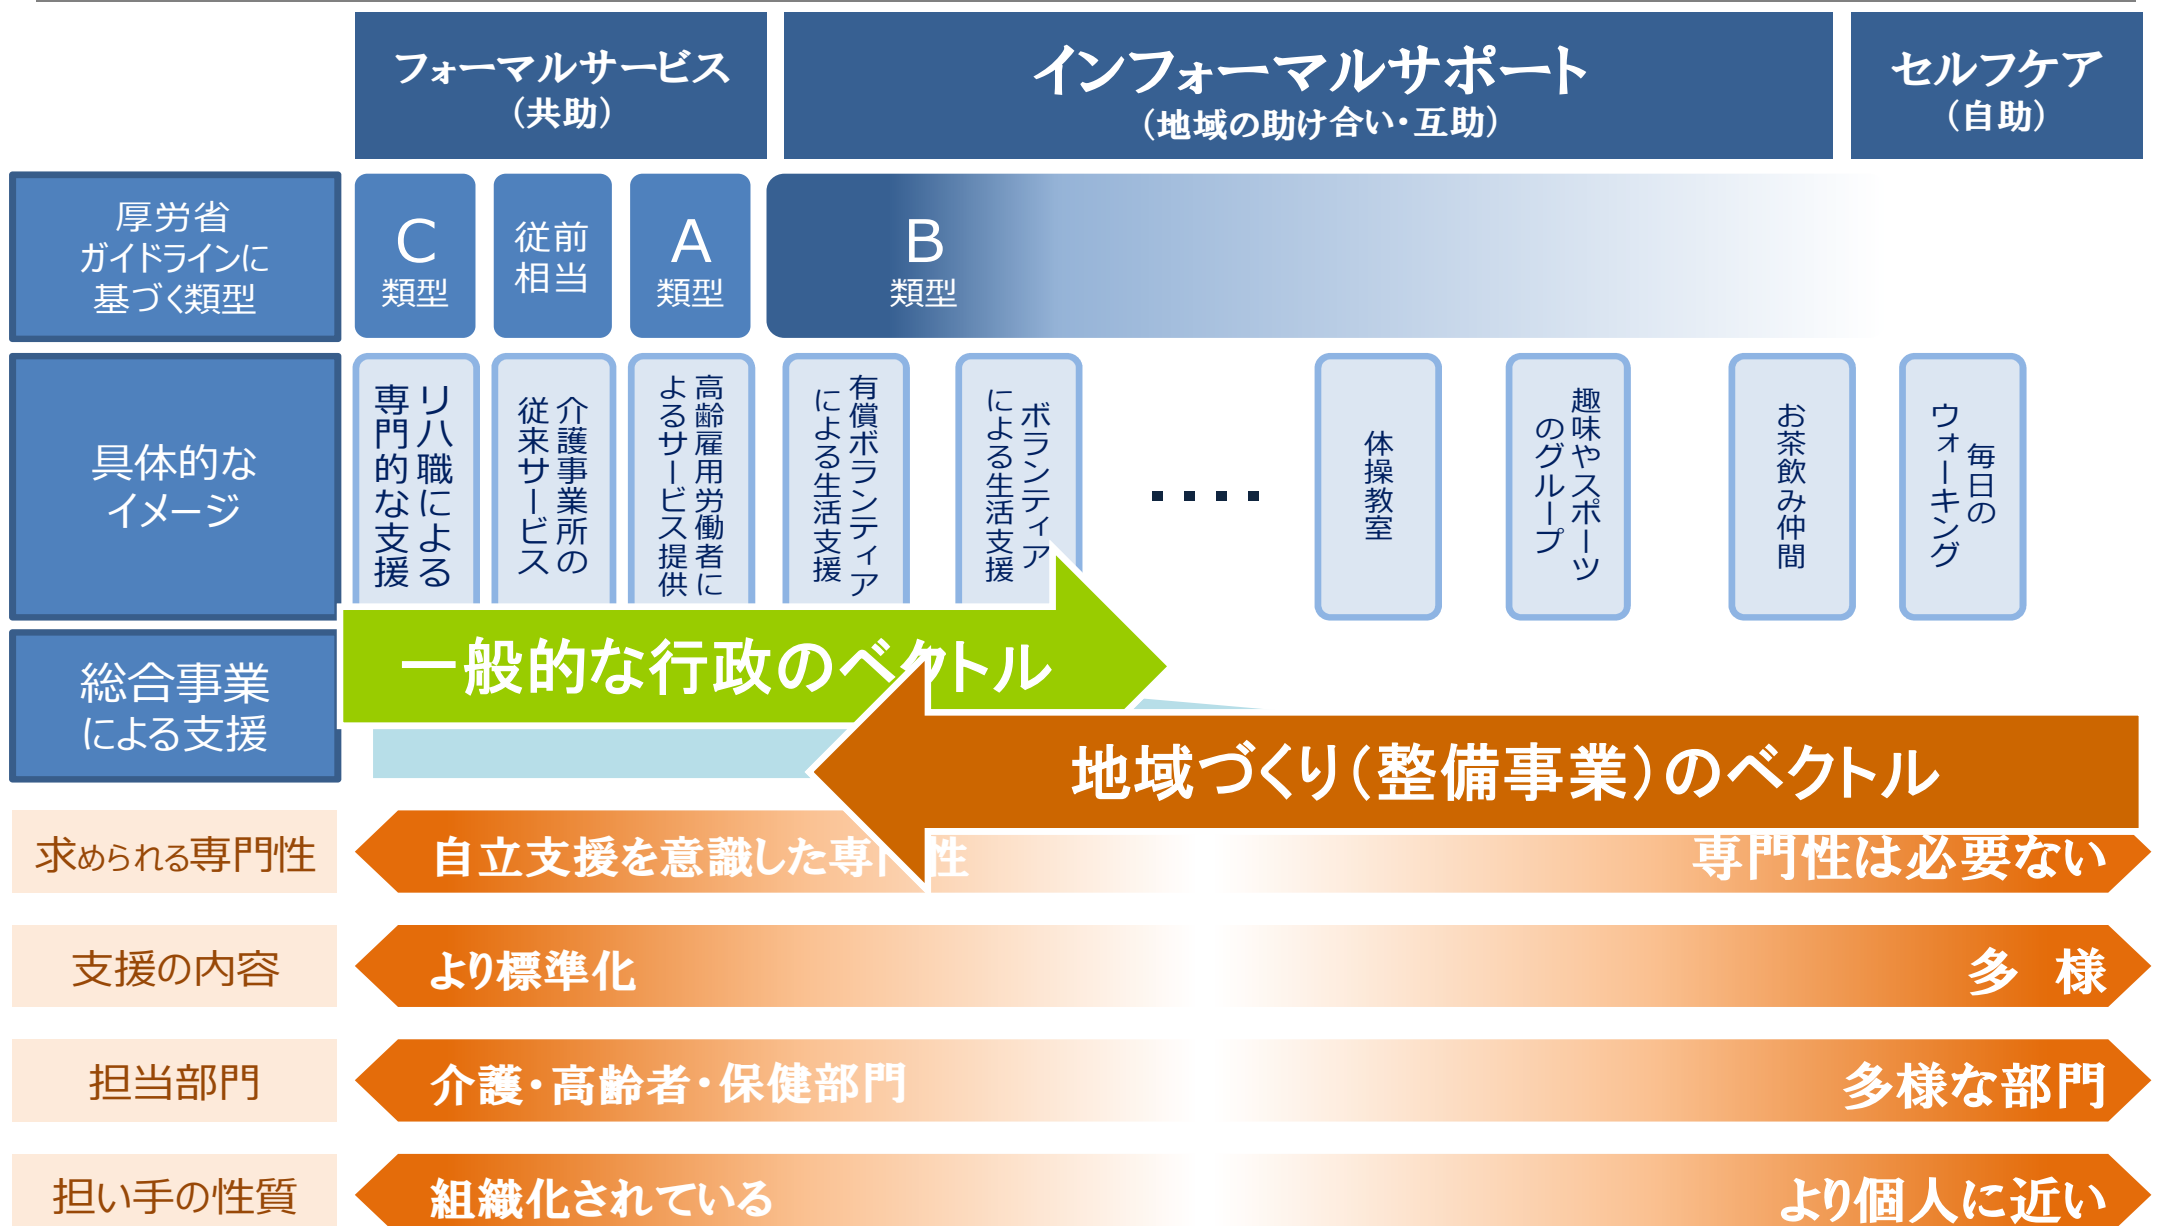 フォーマルサービス
（共助）
インフォーマルサポート
（地域の助け合い・互助）
セルフケア
（自助）
厚労省
ガイドラインに
基づく類型
C
類型
従前
相当
A
類型
B
類型
具体的な
イメージ
リハ職による
専門的な支援
介護事業所の
従来サービス
高齢雇用労働者に
よるサービス提供
有償ボランティア
による生活支援
ボランティア
による生活支援
・・・・
体操教室
趣味やスポーツ
のグループ
お茶飲み仲間
毎日の
ウォーキング
総合事業
による支援
一般的な行政のベクトル
地域づくり（整備事業）のベクトル
求められる専門性
自立支援を意識した専門性
専門性は必要ない
支援の内容
より標準化
多　様
担当部門
介護・高齢者・保健部門
多様な部門
担い手の性質
組織化されている
より個人に近い